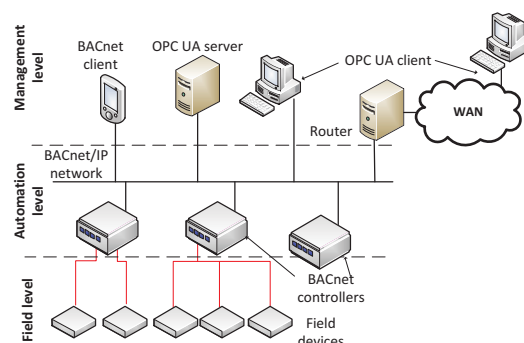 Management
level
BACnet
client
OPC UA server
OPC UA client
Router
WAN
BACnet/IP
network
Automation
level
BACnet
controllers
Field level
Field
devices